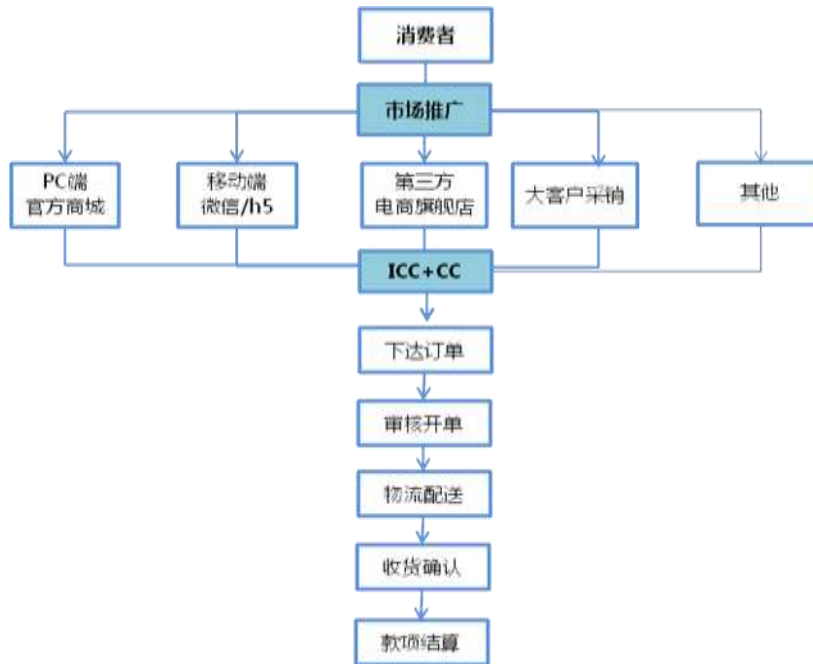 消费者
市场推广
PC端
官方商城
移动端
微信/h5
第三方
电商旗舰店
大客户采销
其他
ICC+CC
下达订单
审核开单
物流配送
收货确认
款项结算